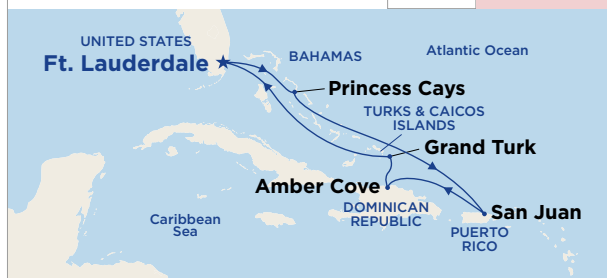 UNITED STATES
Ft. Lauderdale
BAHAMAS
Atlantic Ocean
Princess Cays
TURKS & CAICOS
ISLANDS
Grand Turk
Amber Cove
DOMINICAN
REPUBLIC
San Juan
PUERTO
RICO
Caribbean
Sea